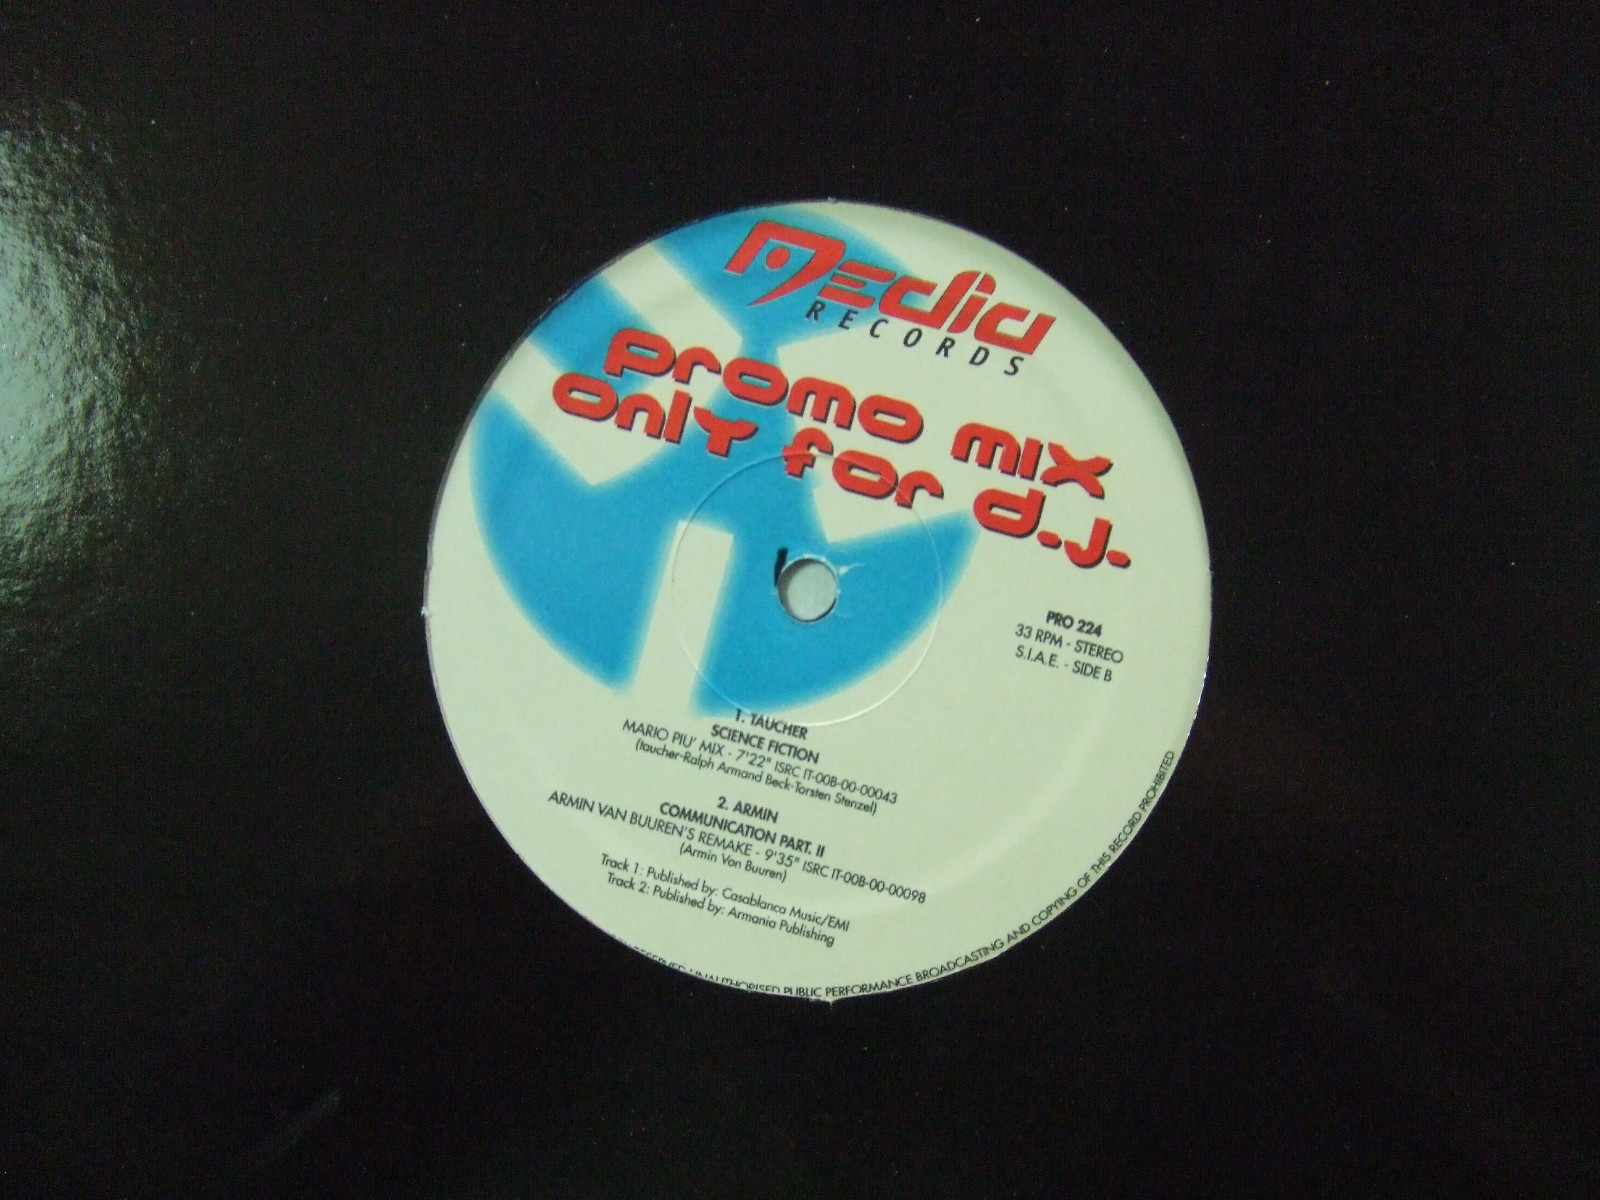 Media
RECORDS
promo mix
only for d.j.
PRO 224
33 RPM - STEREO
S.I.A.E. - SIDE B
1. TAUCHER
SCIENCE FICTION
MARIO PIU' MIX - 7'22" ISRC IT-00B-00-00043
(taucher-Ralph Armand Beck-Torsten Stenzel)
2. ARMIN
COMMUNICATION PART. II
ARMIN VAN BUUREN'S REMAKE - 9'35" ISRC IT-00B-00-00098
(Armin Von Buuren)
Track 1: Published by: Casablanca Music/EMI
Track 2: Published by: Armania Publishing
UNAUTHORISED PUBLIC PERFORMANCE BROADCASTING AND COPYING OF THIS RECORD PROHIBITED